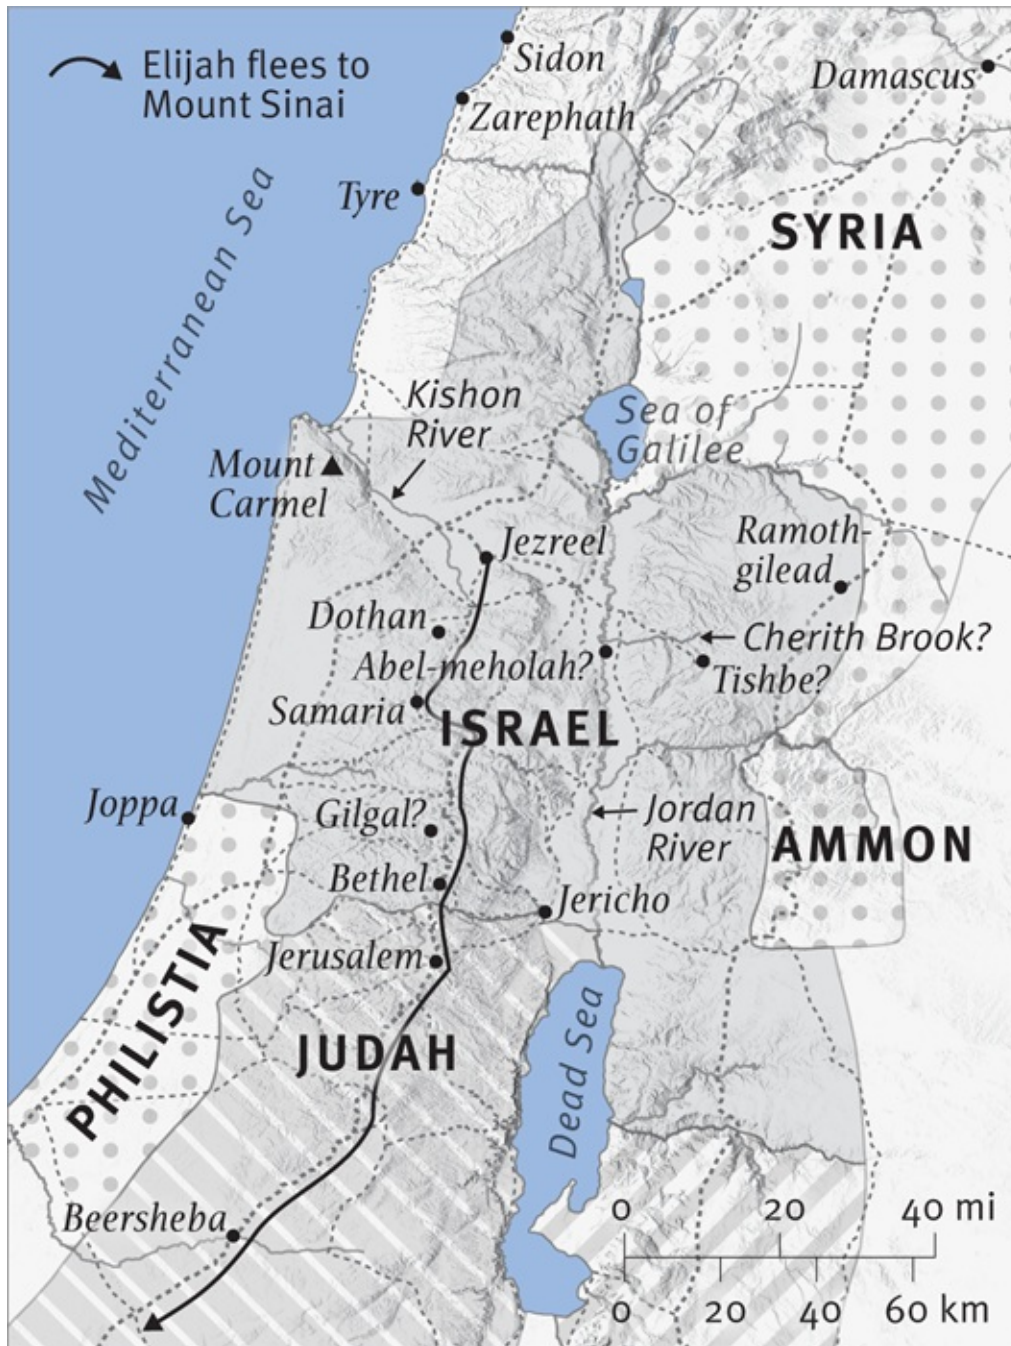 Elijah flees to
Mount Sinai
Sidon
Damascus
Zarephath
Tyre
SYRIA
Mediterranean Sea
Kishon
River
Sea of
Galilee
Mount
Carmel
Jezreel
Ramoth-
gilead
Dothan
Cherith Brook?
Abel-meholah?
Tishbe?
Samaria
ISRAEL
Joppa
Gilgal?
Jordan
River
AMMON
Bethel
Jericho
Jerusalem
PHILISTIA
JUDAH
Dead Sea
Beersheba
0 20 40 mi
0 20 40 60 km